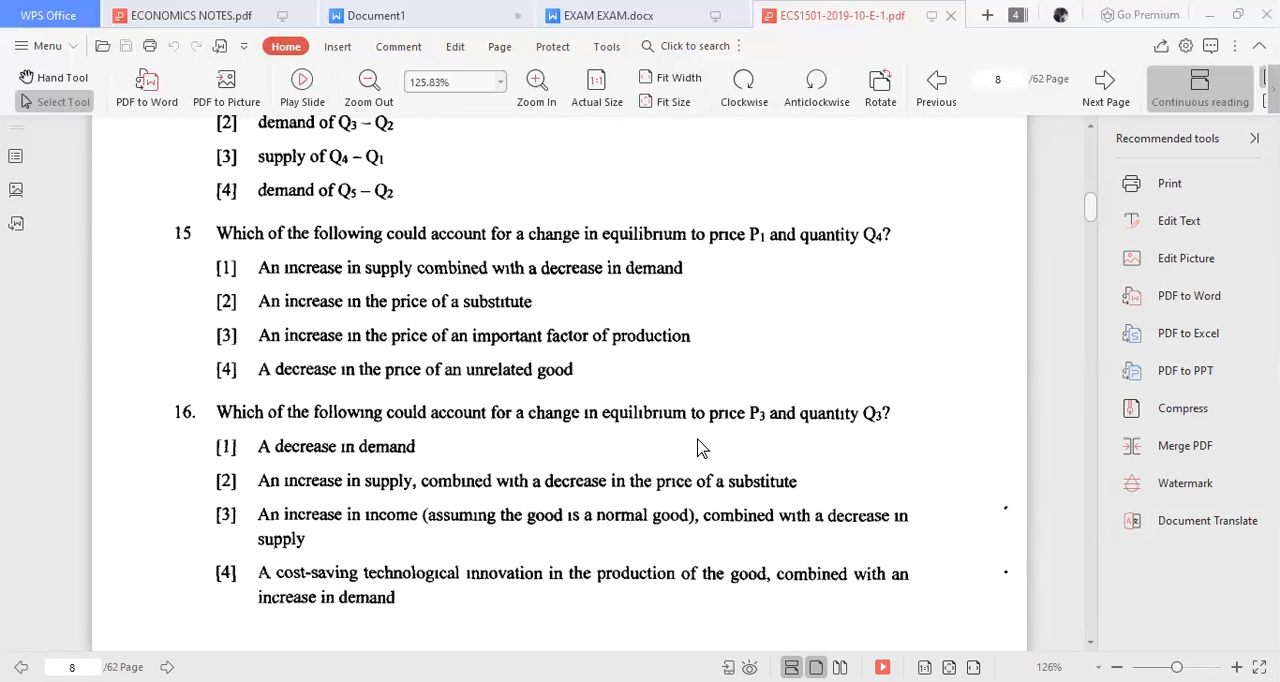 WPS Office
ECONOMICS NOTES.pdf
Document1
EXAM EXAM.docx
ECS1501-2019-10-E-1.pdf
4
Go Premium
Menu
Home
Insert
Comment
Edit
Page
Protect
Tools
Click to search
Hand Tool
Select Tool
PDF to Word
PDF to Picture
Play Slide
Zoom Out
125.83%
Zoom In
1:1
Actual Size
Fit Width
Fit Size
Clockwise
Anticlockwise
Rotate
Previous
8
/62 Page
Next Page
Continuous reading
[2] demand of Q3 – Q2
[3] supply of Q4 – Q1
[4] demand of Q5 – Q2
15 Which of the following could account for a change in equilibrium to price P1 and quantity Q4?
[1] An increase in supply combined with a decrease in demand
[2] An increase in the price of a substitute
[3] An increase in the price of an important factor of production
[4] A decrease in the price of an unrelated good
16. Which of the following could account for a change in equilibrium to price P3 and quantity Q3?
[1] A decrease in demand
[2] An increase in supply, combined with a decrease in the price of a substitute
[3] An increase in income (assuming the good is a normal good), combined with a decrease in
supply
[4] A cost-saving technological innovation in the production of the good, combined with an
increase in demand
Recommended tools
Print
Edit Text
Edit Picture
PDF to Word
PDF to Excel
PDF to PPT
Compress
Merge PDF
Watermark
Document Translate
8
/62 Page
126%